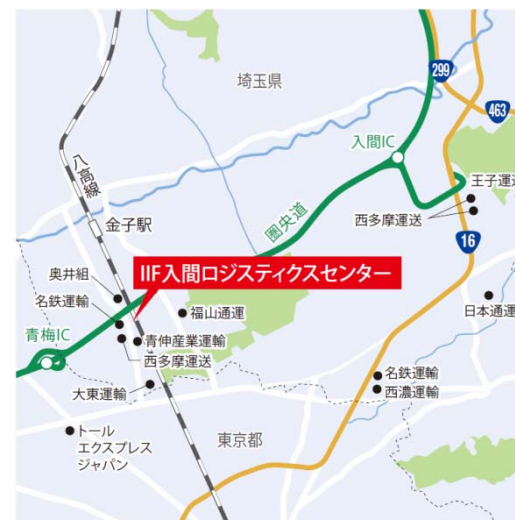 埼玉県
299
463
入間IC
八高線
圏央道
王子運送
西多摩運送
金子駅
16
IIF入間ロジスティクスセンター
奥井組
名鉄運輸
福山通運
日本通運
青梅IC
青伸産業運輸
西多摩運送
名鉄運輸
西濃運輸
大東運輸
トール
エクスプレス
ジャパン
東京都